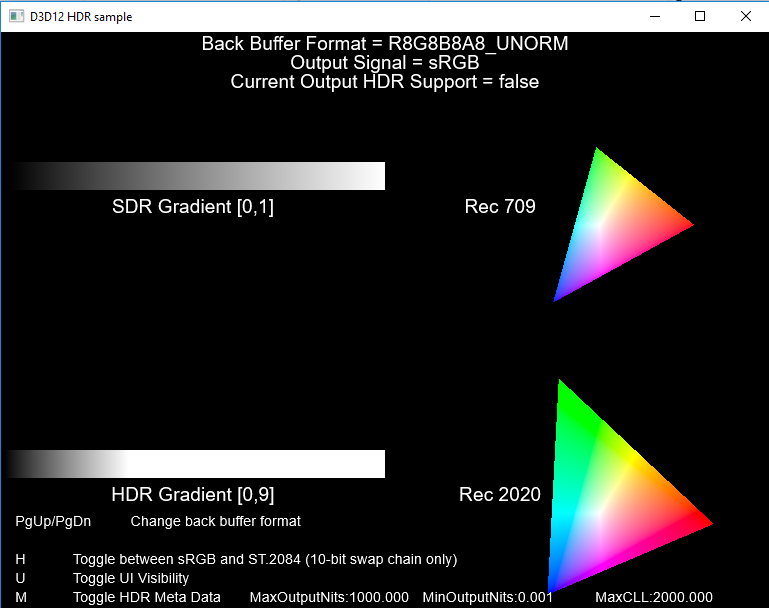 D3D12 HDR sample
Back Buffer Format = R8G8B8A8_UNORM
Output Signal = sRGB
Current Output HDR Support = false
SDR Gradient [0,1]
Rec 709
HDR Gradient [0,9]
Rec 2020
PgUp/PgDn Change back buffer format
H Toggle between sRGB and ST.2084 (10-bit swap chain only)
U Toggle UI Visibility
M Toggle HDR Meta Data MaxOutputNits:1000.000 MinOutputNits:0.001 MaxCLL:2000.000